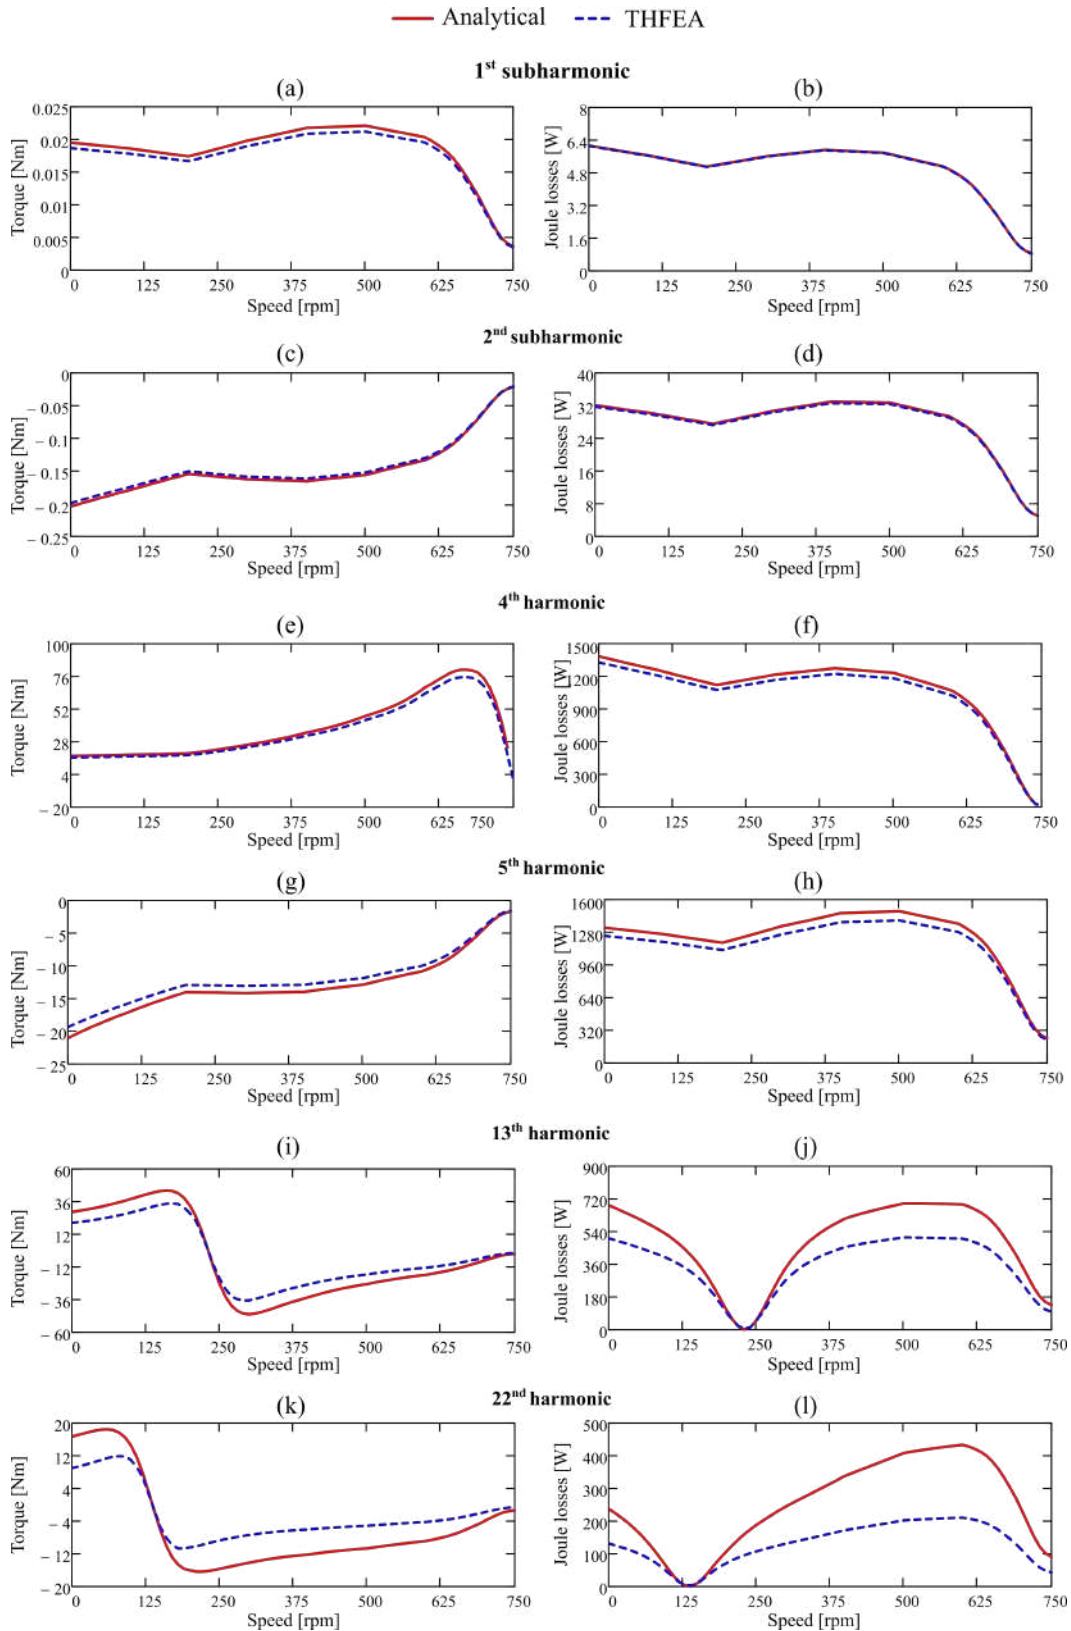 Analytical THFEA
1st subharmonic
(a) (b)
0.025
0.02
0.015
0.01
0.005
0
Torque [Nm]
0 125 250 375 500 625 750
Speed [rpm]
8
6.4
4.8
3.2
1.6
0
Joule losses [W]
0 125 250 375 500 625 750
Speed [rpm]
2nd subharmonic
(c) (d)
0
– 0.05
– 0.1
– 0.15
– 0.2
– 0.25
Torque [Nm]
0 125 250 375 500 625 750
Speed [rpm]
40
32
24
16
8
0
Joule losses [W]
0 125 250 375 500 625 750
Speed [rpm]
4th harmonic
(e) (f)
100
76
52
28
4
– 20
Torque [Nm]
0 125 250 375 500 625 750
Speed [rpm]
1500
1200
900
600
300
0
Joule losses [W]
0 125 250 375 500 625 750
Speed [rpm]
5th harmonic
(g) (h)
0
– 5
– 10
– 15
– 20
– 25
Torque [Nm]
0 125 250 375 500 625 750
Speed [rpm]
1600
1280
960
640
320
0
Joule losses [W]
0 125 250 375 500 625 750
Speed [rpm]
13th harmonic
(i) (j)
60
36
12
– 12
– 36
– 60
Torque [Nm]
0 125 250 375 500 625 750
Speed [rpm]
900
720
540
360
180
0
Joule losses [W]
0 125 250 375 500 625 750
Speed [rpm]
22nd harmonic
(k) (l)
20
12
4
– 4
– 12
– 20
Torque [Nm]
0 125 250 375 500 625 750
Speed [rpm]
500
400
300
200
100
0
Joule losses [W]
0 125 250 375 500 625 750
Speed [rpm]